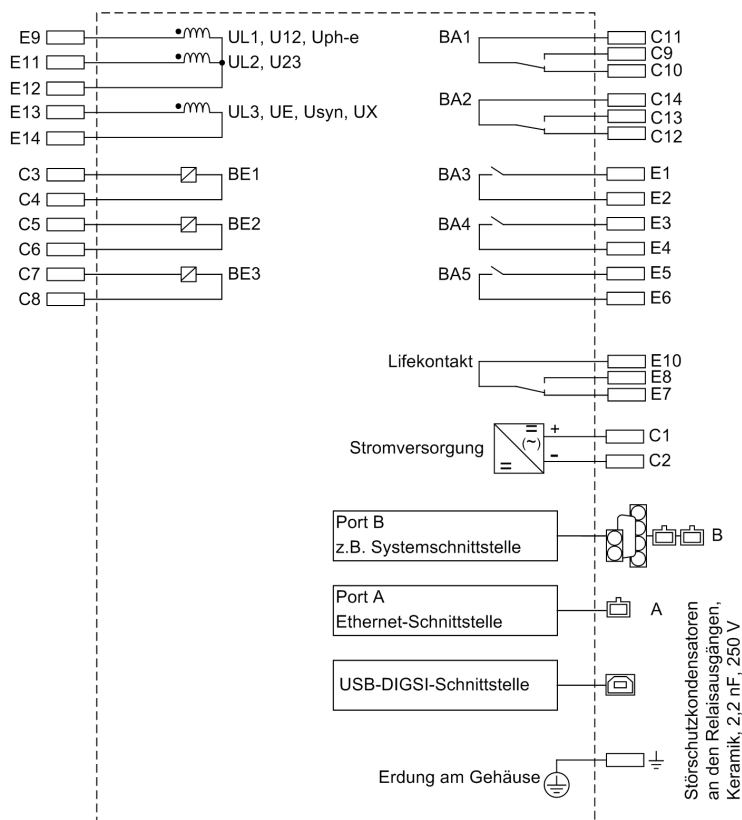 E9 UL1, U12, Uph-e
E11 UL2, U23
E12
E13 UL3, UE, Usyn, UX
E14
C3 BE1
C4
C5 BE2
C6
C7 BE3
C8
BA1 C11
C9
C10
BA2 C14
C13
C12
BA3 E1
E2
BA4 E3
E4
BA5 E5
E6
Lifekontakt E10
E8
E7
Stromversorgung = (~) = + C1
- C2
Port B
z.B. Systemschnittstelle
B
Port A
Ethernet-Schnittstelle
A
USB-DIGSI-Schnittstelle
Erdung am Gehäuse
Störschutzkondensatoren
an den Relaisausgängen,
Keramik, 2,2 nF, 250 V